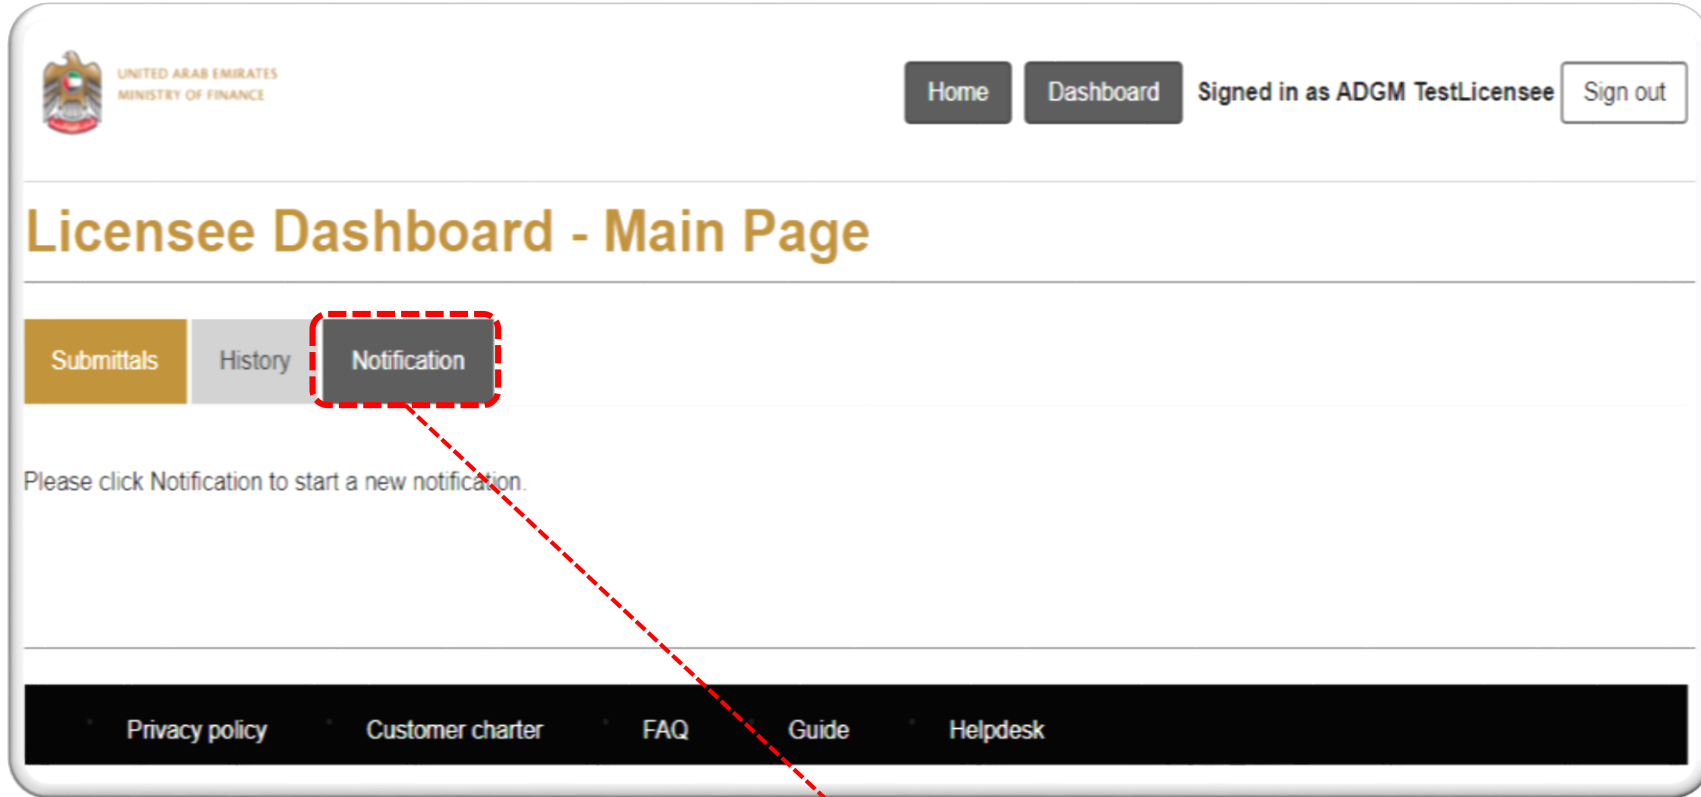 UNITED ARAB EMIRATES
MINISTRY OF FINANCE
Home Dashboard Signed in as ADGM TestLicensee Sign out
Licensee Dashboard - Main Page
Submittals History Notification
Please click Notification to start a new notification.
Privacy policy Customer charter FAQ Guide Helpdesk